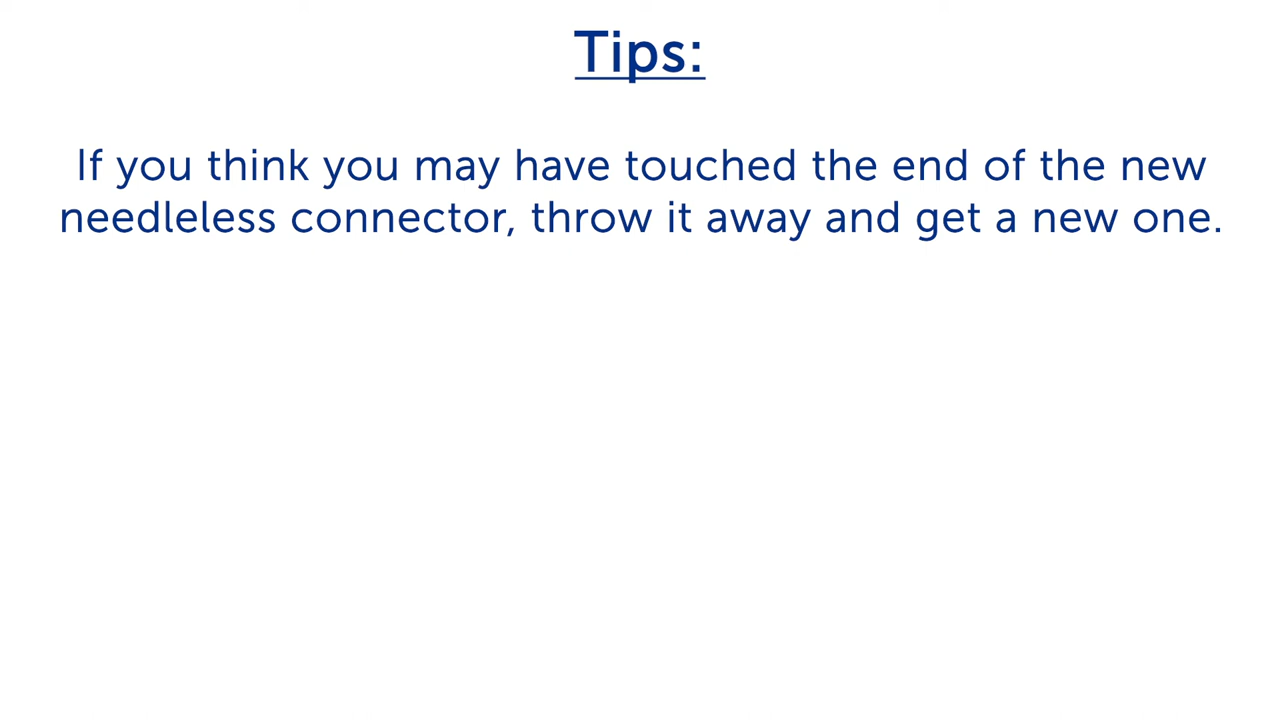 Tips:
If you think you may have touched the end of the new
needleless connector, throw it away and get a new one.